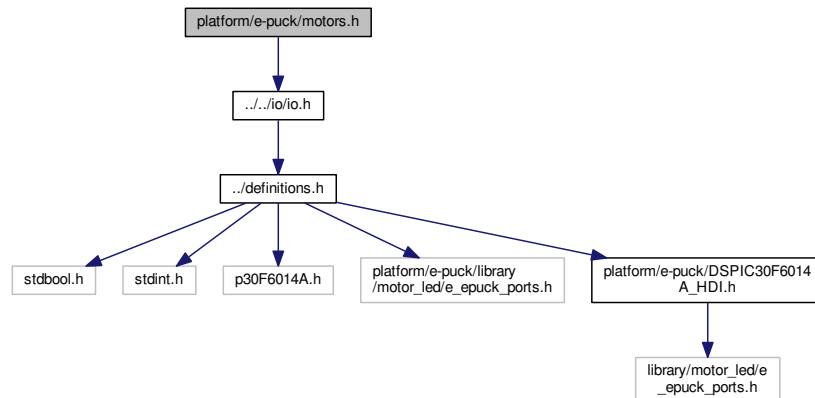 platform/e-puck/motors.h
../../io/io.h
../definitions.h
stdbool.h
stdint.h
p30F6014A.h
platform/e-puck/library
/motor_led/e_epuck_ports.h
platform/e-puck/DSPIC30F6014
A_HDI.h
library/motor_led/e
_epuck_ports.h